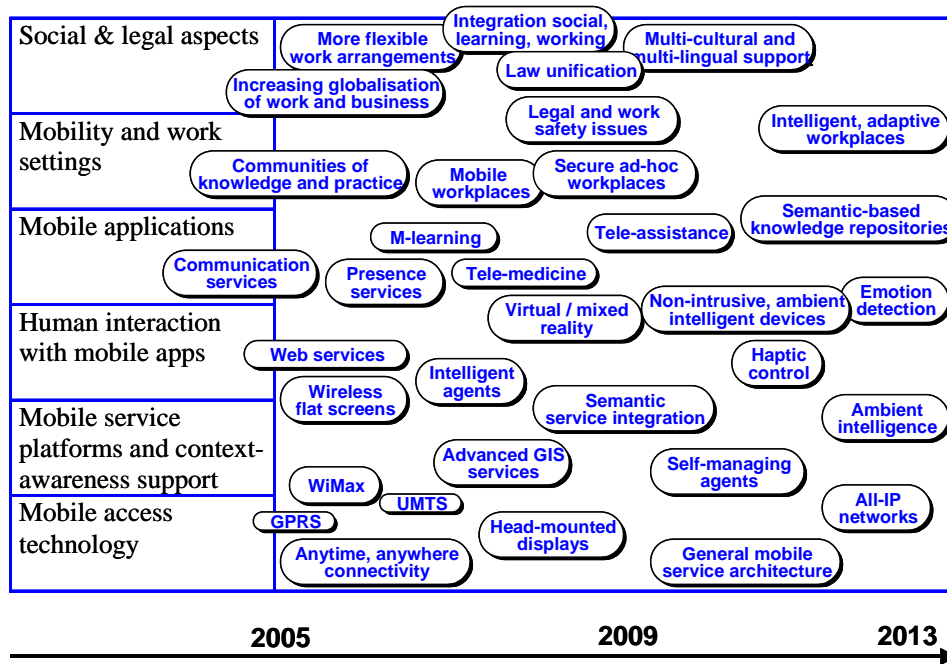 Social & legal aspects
More flexible
work arrangements
Integration social,
learning, working
Multi-cultural and
multi-lingual support
Law unification
Increasing globalisation
of work and business
Legal and work
safety issues
Intelligent, adaptive
workplaces
Mobility and work
settings
Communities of
knowledge and practice
Mobile
workplaces
Secure ad-hoc
workplaces
Mobile applications
M-learning
Tele-assistance
Semantic-based
knowledge repositories
Communication
services
Presence
services
Tele-medicine
Virtual / mixed
reality
Non-intrusive, ambient
intelligent devices
Emotion
detection
Human interaction
with mobile apps
Web services
Intelligent
agents
Haptic
control
Wireless
flat screens
Semantic
service integration
Ambient
intelligence
Mobile service
platforms and context-
awareness support
Advanced GIS
services
Self-managing
agents
WiMax
UMTS
All-IP
networks
Mobile access
technology
GPRS
Head-mounted
displays
Anytime, anywhere
connectivity
General mobile
service architecture
2005
2009
2013